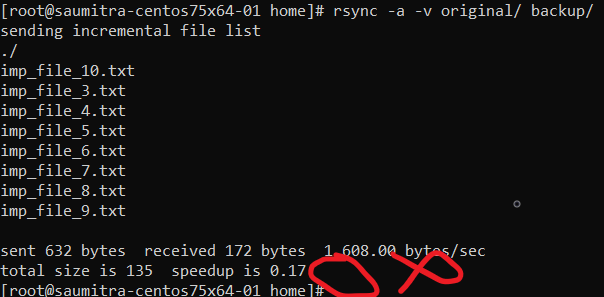 [root@saumitra-centos75x64-01 home]# rsync -a -v original/ backup/
sending incremental file list
./
imp_file_10.txt
imp_file_3.txt
imp_file_4.txt
imp_file_5.txt
imp_file_6.txt
imp_file_7.txt
imp_file_8.txt
imp_file_9.txt
sent 632 bytes  received 172 bytes  1,608.00 bytes/sec
total size is 135  speedup is 0.17
[root@saumitra-centos75x64-01 home]#